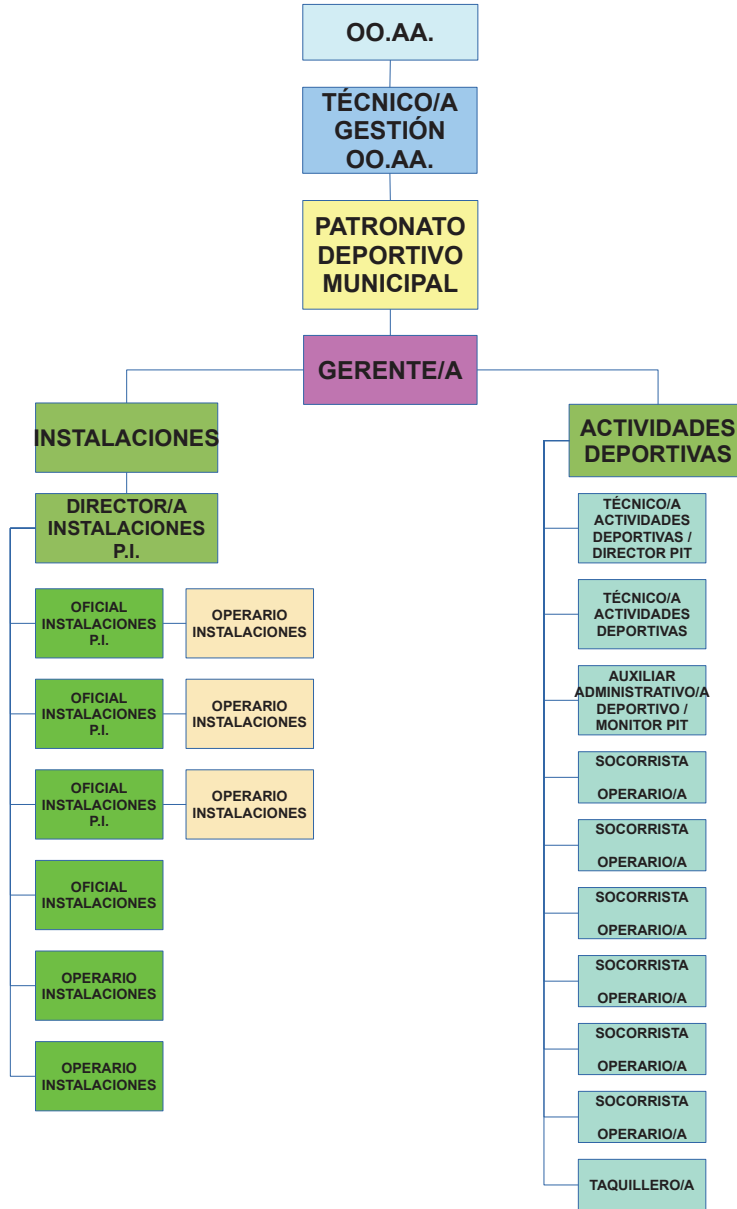 OO.AA.
TÉCNICO/A
GESTIÓN
OO.AA.
PATRONATO
DEPORTIVO
MUNICIPAL
GERENTE/A
INSTALACIONES
DIRECTOR/A
INSTALACIONES
P.I.
OFICIAL
INSTALACIONES
P.I.
OPERARIO
INSTALACIONES
OFICIAL
INSTALACIONES
P.I.
OPERARIO
INSTALACIONES
OFICIAL
INSTALACIONES
P.I.
OPERARIO
INSTALACIONES
OFICIAL
INSTALACIONES
OPERARIO
INSTALACIONES
OPERARIO
INSTALACIONES
ACTIVIDADES
DEPORTIVAS
TÉCNICO/A
ACTIVIDADES
DEPORTIVAS /
DIRECTOR PIT
TÉCNICO/A
ACTIVIDADES
DEPORTIVAS
AUXILIAR
ADMINISTRATIVO/A
DEPORTIVO /
MONITOR PIT
SOCORRISTA
OPERARIO/A
SOCORRISTA
OPERARIO/A
SOCORRISTA
OPERARIO/A
SOCORRISTA
OPERARIO/A
SOCORRISTA
OPERARIO/A
SOCORRISTA
OPERARIO/A
TAQUILLERO/A